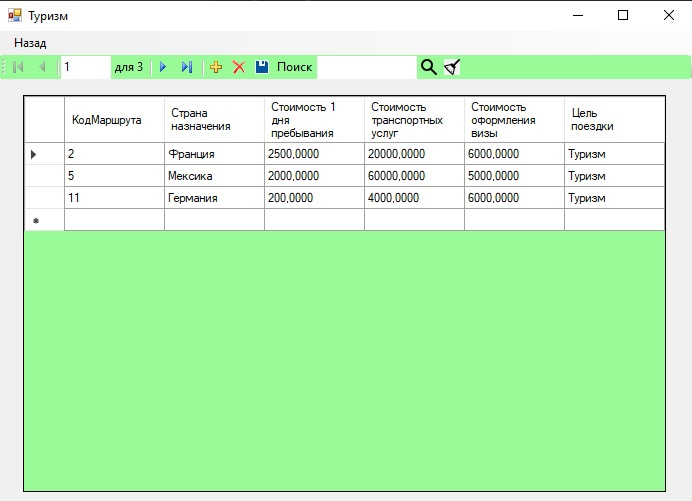 Туризм
Назад
1 для 3 Поиск
КодМаршрута
Страна
назначения
Стоимость 1
дня
пребывания
Стоимость
транспортных
услуг
Стоимость
оформления
визы
Цель
поездки
2 Франция 2500,0000 20000,0000 6000,0000 Туризм
5 Мексика 2000,0000 60000,0000 5000,0000 Туризм
11 Германия 200,0000 4000,0000 6000,0000 Туризм